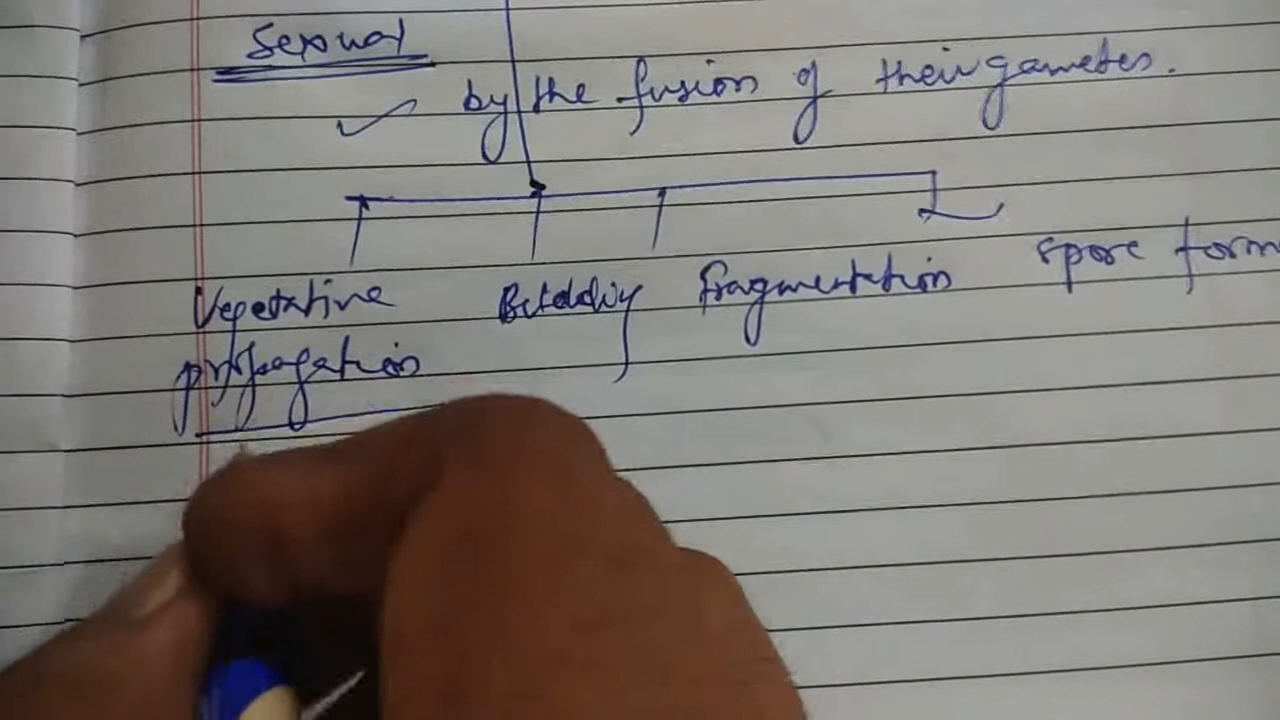 Sexual
by the fusion of their gametes.
Vegetative Budding fragmentation spore form
propagation